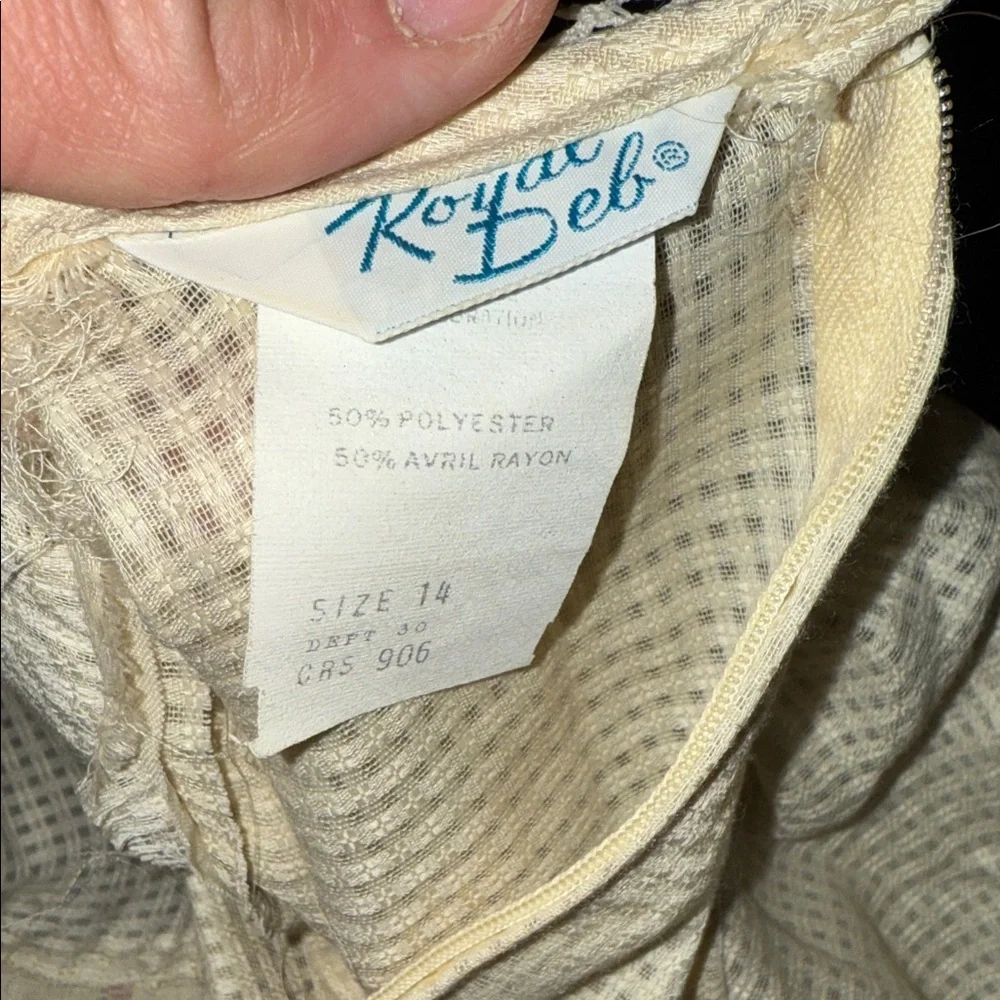 Royal
Deb®
50% POLYESTER
50% AVRIL RAYON
SIZE 14
DEPT 30
CRS 906